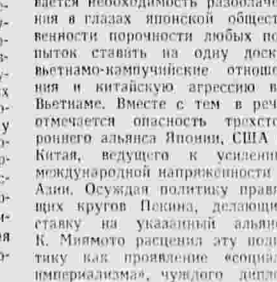 вается необходимость разоблаче-
ния в глазах японской общест-
венности порочности любых по-
пыток ставить на одну доск
вьетнамо-кампучийские отноше
ния и китайскую агрессию в
Вьетнаме. Вместе с тем в реч
отмечается опасность трехсто
роннего альянса Японии, США
Китая, ведущего к усилени
международной напряженности
Азии. Осуждая политику правя
щих кругов Пекина, делающи
ставку на указанный альян
К. Миямото расценил эту поли
тику как проявление «социал
империализма», чуждого дипло